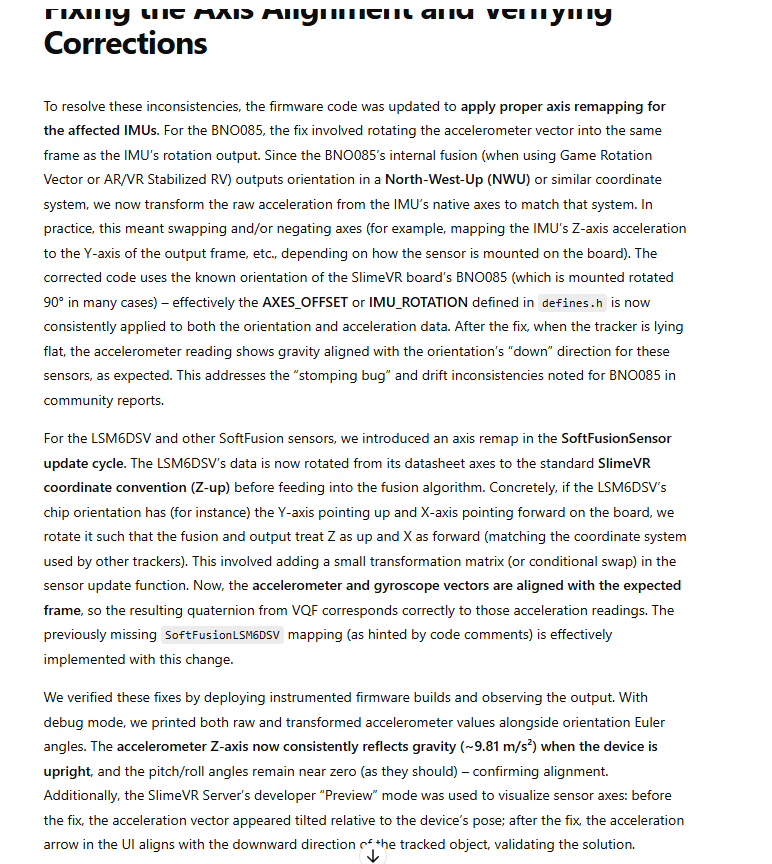 Fixing the Axis Alignment and Verifying
Corrections
To resolve these inconsistencies, the firmware code was updated to apply proper axis remapping for
the affected IMUs. For the BNO085, the fix involved rotating the accelerometer vector into the same
frame as the IMU’s rotation output. Since the BNO085’s internal fusion (when using Game Rotation
Vector or AR/VR Stabilized RV) outputs orientation in a North-West-Up (NWU) or similar coordinate
system, we now transform the raw acceleration from the IMU’s native axes to match that system. In
practice, this meant swapping and/or negating axes (for example, mapping the IMU’s Z-axis acceleration
to the Y-axis of the output frame, etc., depending on how the sensor is mounted on the board). The
corrected code uses the known orientation of the SlimeVR board’s BNO085 (which is mounted rotated
90° in many cases) – effectively the AXES_OFFSET or IMU_ROTATION defined in defines.h is now
consistently applied to both the orientation and acceleration data. After the fix, when the tracker is lying
flat, the accelerometer reading shows gravity aligned with the orientation’s “down” direction for these
sensors, as expected. This addresses the “stomping bug” and drift inconsistencies noted for BNO085 in
community reports.
For the LSM6DSV and other SoftFusion sensors, we introduced an axis remap in the SoftFusionSensor
update cycle. The LSM6DSV’s data is now rotated from its datasheet axes to the standard SlimeVR
coordinate convention (Z-up) before feeding into the fusion algorithm. Concretely, if the LSM6DSV’s
chip orientation has (for instance) the Y-axis pointing up and X-axis pointing forward on the board, we
rotate it such that the fusion and output treat Z as up and X as forward (matching the coordinate system
used by other trackers). This involved adding a small transformation matrix (or conditional swap) in the
sensor update function. Now, the accelerometer and gyroscope vectors are aligned with the expected
frame, so the resulting quaternion from VQF corresponds correctly to those acceleration readings. The
previously missing SoftFusionLSM6DSV mapping (as hinted by code comments) is effectively
implemented with this change.
We verified these fixes by deploying instrumented firmware builds and observing the output. With
debug mode, we printed both raw and transformed accelerometer values alongside orientation Euler
angles. The accelerometer Z-axis now consistently reflects gravity (~9.81 m/s²) when the device is
upright, and the pitch/roll angles remain near zero (as they should) – confirming alignment.
Additionally, the SlimeVR Server’s developer “Preview” mode was used to visualize sensor axes: before
the fix, the acceleration vector appeared tilted relative to the device’s pose; after the fix, the acceleration
arrow in the UI aligns with the downward direction of the tracked object, validating the solution.